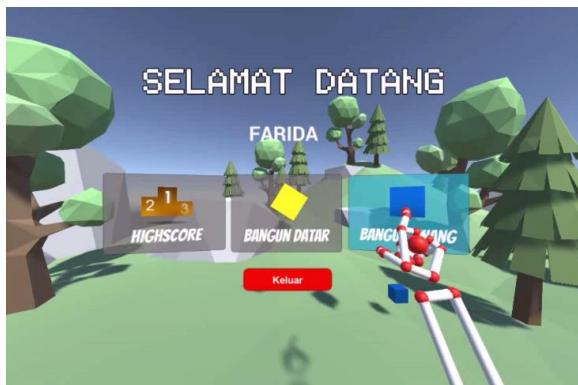 SELAMAT DATANG
FARIDA
2 1 3
HIGHSCORE
BANGUN DATAR
Keluar